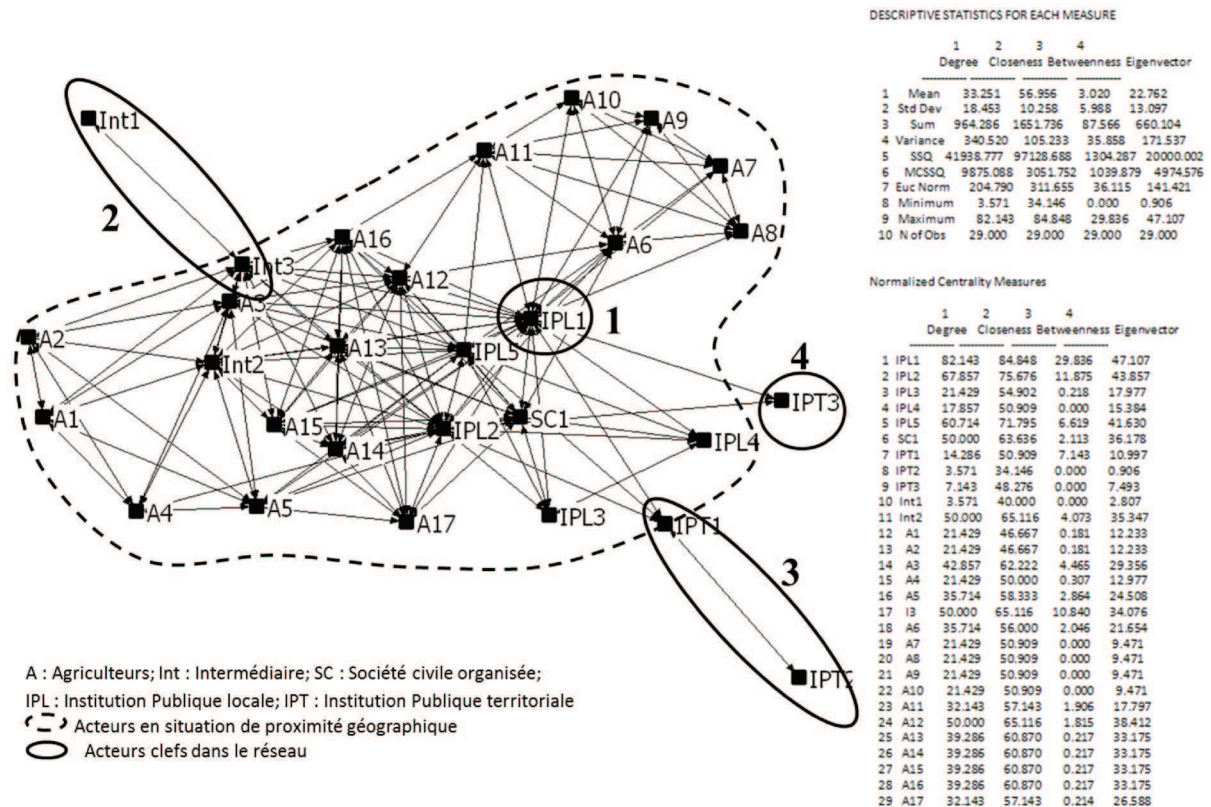 Int1
2
A10
A9
A11
A7
A8
A6
A16
Int3
A12
A3
IPL1
1
A2
Int2
A13
IPL5
4
IPT3
A1
A15
SC1
IPL2
A14
IPL4
A4
A5
A17
IPL3
IPT1
3
IPT2
A : Agriculteurs; Int : Intermédiaire; SC : Société civile organisée;
IPL : Institution Publique locale; IPT : Institution Publique territoriale
Acteurs en situation de proximité géographique
Acteurs clefs dans le réseau
DESCRIPTIVE STATISTICS FOR EACH MEASURE
1 2 3 4
Degree Closeness Betweenness Eigenvector
------------ ------------ ------------ ------------
1 Mean 33.251 56.956 3.020 22.762
2 Std Dev 18.453 10.258 5.988 13.097
3 Sum 964.286 1651.736 87.566 660.104
4 Variance 340.520 105.233 35.858 171.537
5 SSQ 41938.777 97128.688 1304.287 20000.002
6 MCSSQ 9875.088 3051.752 1039.879 4974.576
7 Euc Norm 204.790 311.655 36.115 141.421
8 Minimum 3.571 34.146 0.000 0.906
9 Maximum 82.143 84.848 29.836 47.107
10 N of Obs 29.000 29.000 29.000 29.000
Normalized Centrality Measures
1 2 3 4
Degree Closeness Betweenness Eigenvector
------------ ------------ ------------ ------------
1 IPL1 82.143 84.848 29.836 47.107
2 IPL2 67.857 75.676 11.875 43.857
3 IPL3 21.429 54.902 0.218 17.977
4 IPL4 17.857 50.909 0.000 15.384
5 IPL5 60.714 71.795 6.619 41.630
6 SC1 50.000 63.636 2.113 36.178
7 IPT1 14.286 50.909 7.143 10.997
8 IPT2 3.571 34.146 0.000 0.906
9 IPT3 7.143 48.276 0.000 7.493
10 Int1 3.571 40.000 0.000 2.807
11 Int2 50.000 65.116 4.073 35.347
12 A1 21.429 46.667 0.181 12.233
13 A2 21.429 46.667 0.181 12.233
14 A3 42.857 62.222 4.465 29.356
15 A4 21.429 50.000 0.307 12.977
16 A5 35.714 58.333 2.864 24.508
17 I3 50.000 65.116 10.840 34.076
18 A6 35.714 56.000 2.046 21.654
19 A7 21.429 50.909 0.000 9.471
20 A8 21.429 50.909 0.000 9.471
21 A9 21.429 50.909 0.000 9.471
22 A10 21.429 50.909 0.000 9.471
23 A11 32.143 57.143 1.906 17.797
24 A12 50.000 65.116 1.815 38.412
25 A13 39.286 60.870 0.217 33.175
26 A14 39.286 60.870 0.217 33.175
27 A15 39.286 60.870 0.217 33.175
28 A16 39.286 60.870 0.217 33.175
29 A17 32.143 57.143 0.214 26.588